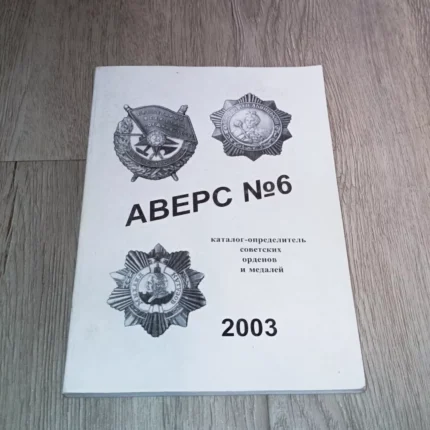 АВЕРС №6
каталог-определитель
советских
орденов
и медалей
2003